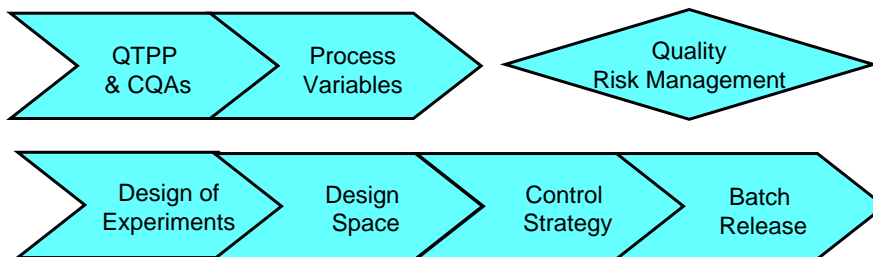 QTPP
& CQAs
Process
Variables
Quality
Risk Management
Design of
Experiments
Design
Space
Control
Strategy
Batch
Release